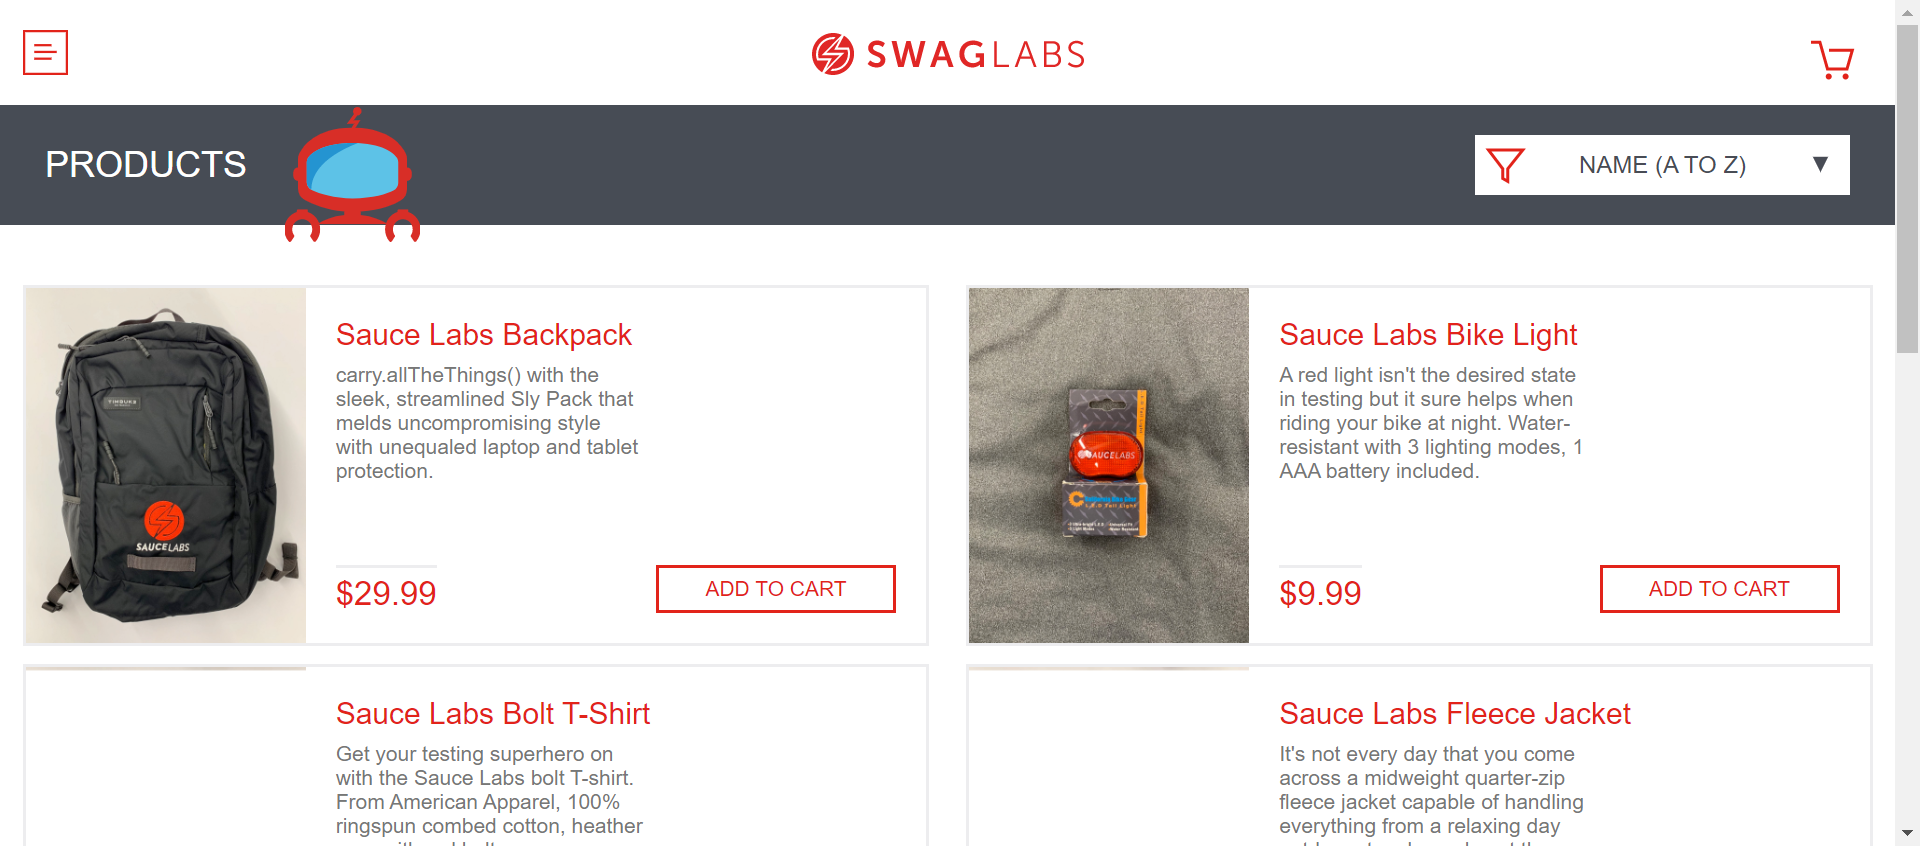 SWAGLABS
PRODUCTS
NAME (A TO Z)
▼
Sauce Labs Backpack
carry.allTheThings() with the
sleek, streamlined Sly Pack that
melds uncompromising style
with unequaled laptop and tablet
protection.
$29.99
ADD TO CART
TIMBUK2
SAUCELABS
Sauce Labs Bike Light
A red light isn't the desired state
in testing but it sure helps when
riding your bike at night. Water-
resistant with 3 lighting modes, 1
AAA battery included.
$9.99
ADD TO CART
SAUCELABS
L.E.D Tail Light
Sauce Labs Bolt T-Shirt
Get your testing superhero on
with the Sauce Labs bolt T-shirt.
From American Apparel, 100%
ringspun combed cotton, heather
Sauce Labs Fleece Jacket
It's not every day that you come
across a midweight quarter-zip
fleece jacket capable of handling
everything from a relaxing day